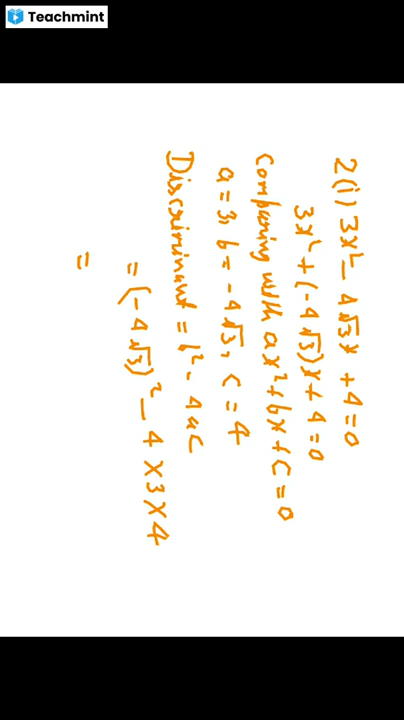 Teachmint
2(i) 3x² - 4√3x + 4 = 0
3x² + (-4√3)x + 4 = 0
Comparing with ax² + bx + c = 0
a = 3, b = -4√3, c = 4
Discriminant = b² - 4ac
= (-4√3)² - 4 × 3 × 4
=